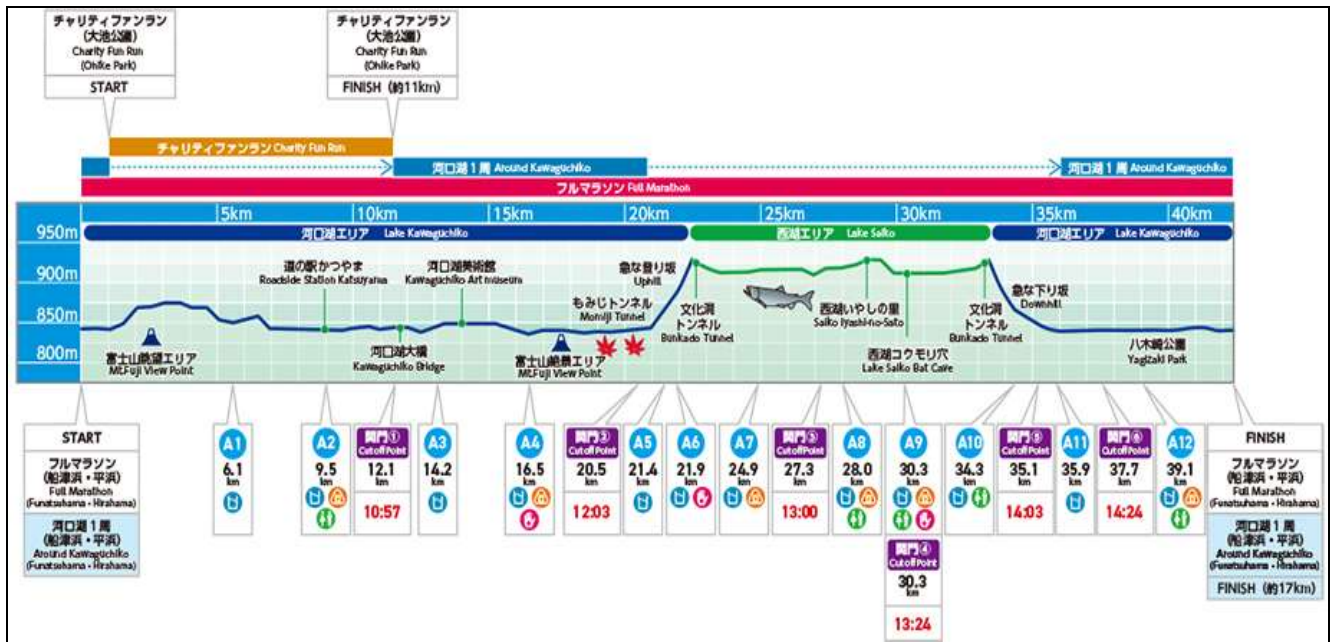 チャリティファンラン
(大池公園)
Charity Fun Run
(Ohike Park)
START
チャリティファンラン
(大池公園)
Charity Fun Run
(Ohike Park)
FINISH (約11km)
チャリティファンラン Charity Fun Run
河口湖1周 Around Kawaguchiko
河口湖1周 Around Kawaguchiko
フルマラソン Full Marathon
5km
10km
15km
20km
25km
30km
35km
40km
950m
900m
850m
800m
河口湖エリア Lake Kawaguchiko
西湖エリア Lake Saiko
河口湖エリア Lake Kawaguchiko
富士山眺望エリア
Mt.Fuji View Point
道の駅かつやま
Roadside Station Katsuyama
河口湖大橋
Kawaguchiko Bridge
河口湖美術館
Kawaguchiko Art museum
富士山絶景エリア
Mt.Fuji View Point
もみじトンネル
Momiji Tunnel
急な登り坂
Uphill
文化洞
トンネル
Bunkado Tunnel
西湖いやしの里
Saiko Iyashi-no-Sato
西湖コウモリ穴
Lake Saiko Bat Cave
文化洞
トンネル
Bunkado Tunnel
急な下り坂
Downhill
八木崎公園
Yagizaki Park
START
フルマラソン
(船津浜・平浜)
Full Marathon
(Funatsuhama・Hirahama)
河口湖1周
(船津浜・平浜)
Around Kawaguchiko
(Funatsuhama・Hirahama)
A1
6.1
km
A2
9.5
km
関門①
Cutoff Point
12.1
km
10:57
A3
14.2
km
A4
16.5
km
関門②
Cutoff Point
20.5
km
12:03
A5
21.4
km
A6
21.9
km
A7
24.9
km
関門③
Cutoff Point
27.3
km
13:00
A8
28.0
km
A9
30.3
km
関門④
Cutoff Point
30.3
km
13:24
A10
34.3
km
関門⑤
Cutoff Point
35.1
km
14:03
A11
35.9
km
関門⑥
Cutoff Point
37.7
km
14:24
A12
39.1
km
FINISH
フルマラソン
(船津浜・平浜)
Full Marathon
(Funatsuhama・Hirahama)
河口湖1周
(船津浜・平浜)
Around Kawaguchiko
(Funatsuhama・Hirahama)
FINISH (約17km)